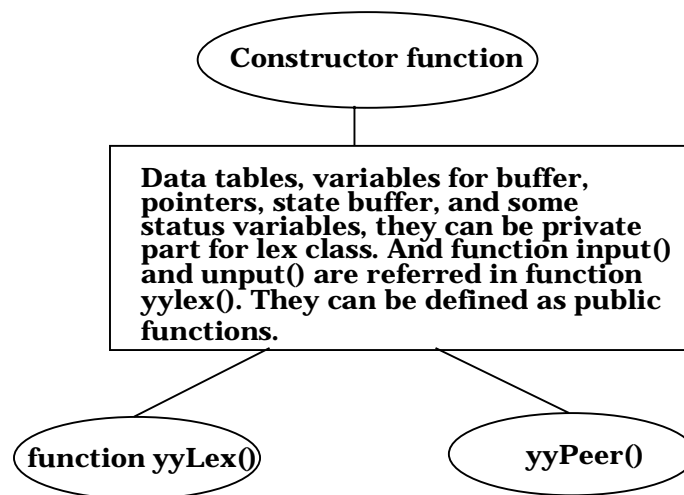 Constructor function
Data tables, variables for buffer,
pointers, state buffer, and some
status variables, they can be private
part for lex class. And function input()
and unput() are referred in function
yylex(). They can be defined as public
functions.
function yyLex()
yyPeer()